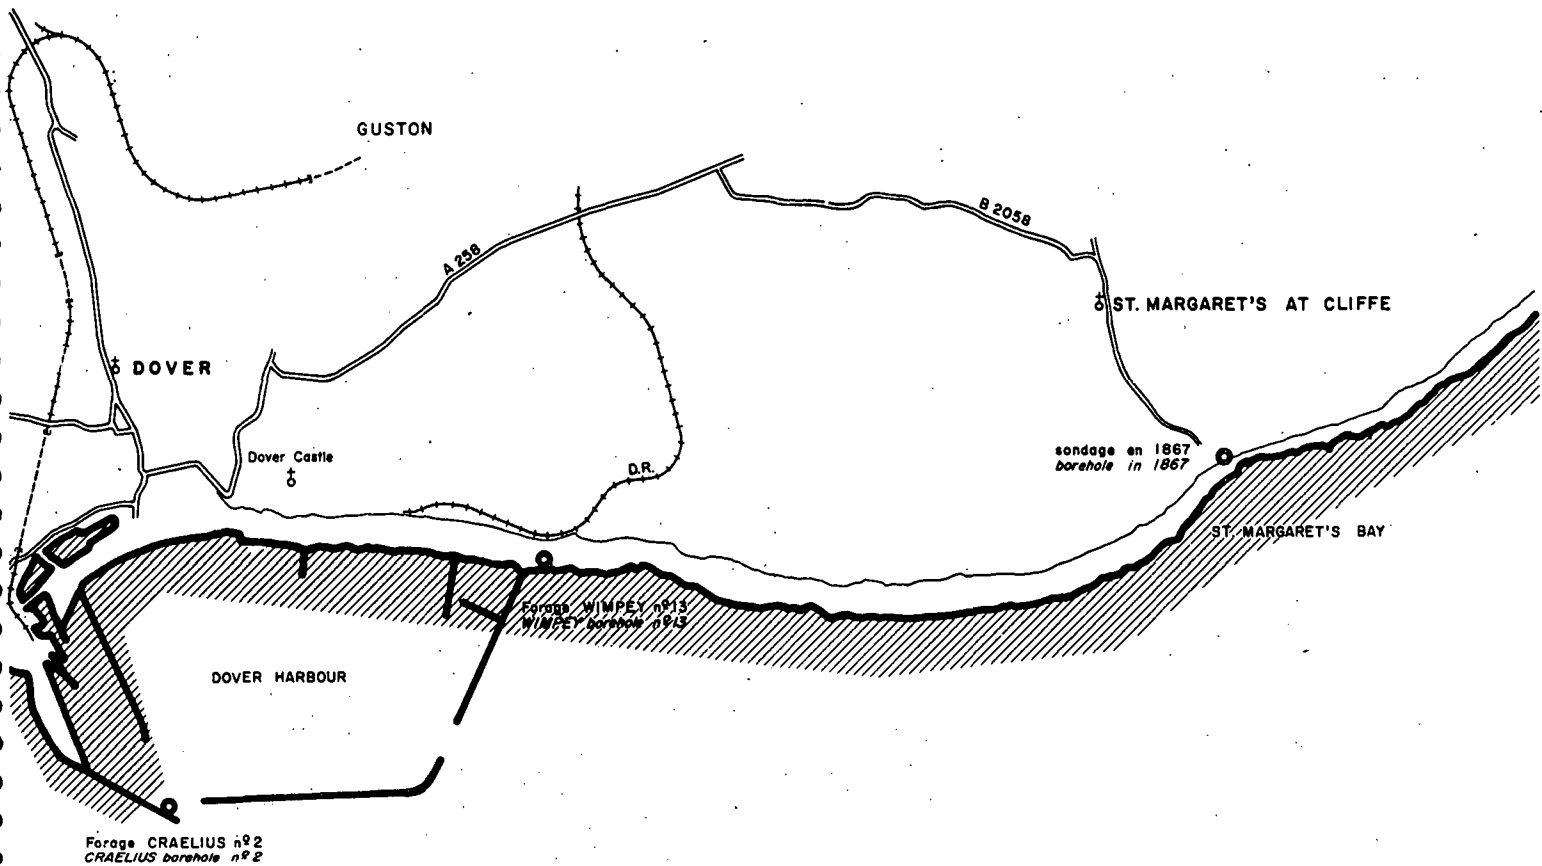 GUSTON
B 2058
A 258
ST. MARGARET'S AT CLIFFE
DOVER
Dover Castle
sondage en 1867
borehole in 1867
D.R.
ST. MARGARET'S BAY
Forage WIMPEY nº13
WIMPEY borehole nº13
DOVER HARBOUR
Forage CRAELIUS nº2
CRAELIUS borehole nº2